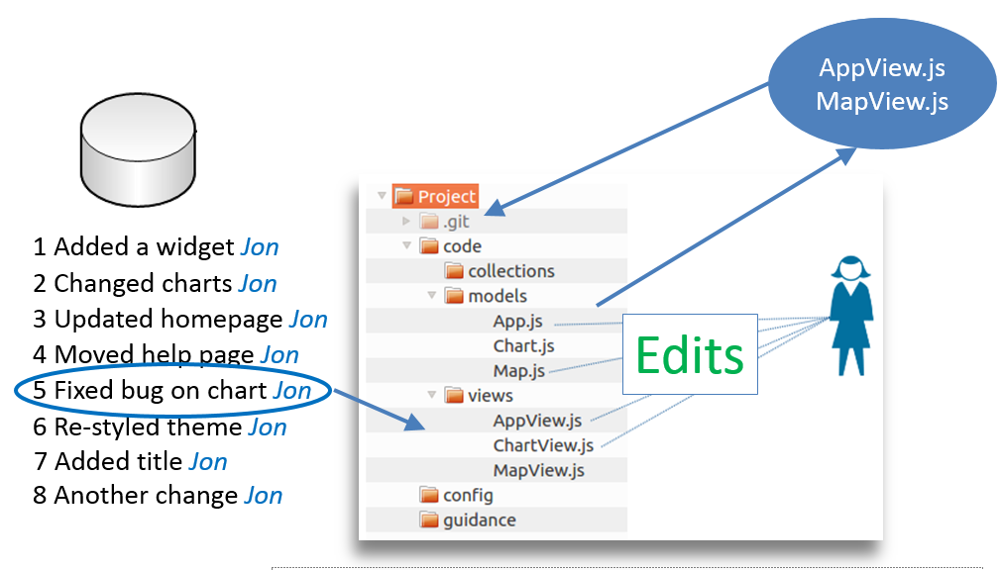 AppView.js
MapView.js
1 Added a widget Jon
2 Changed charts Jon
3 Updated homepage Jon
4 Moved help page Jon
5 Fixed bug on chart Jon
6 Re-styled theme Jon
7 Added title Jon
8 Another change Jon
Project
.git
code
collections
models
App.js
Chart.js
Map.js
views
AppView.js
ChartView.js
MapView.js
config
guidance
Edits